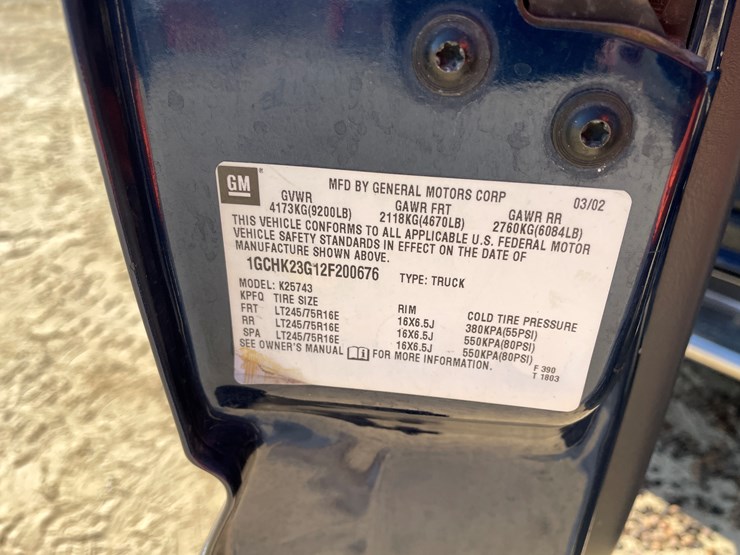 GM
MFD BY GENERAL MOTORS CORP 03/02
GVWR GAWR FRT GAWR RR
4173KG(9200LB) 2118KG(4670LB) 2760KG(6084LB)
THIS VEHICLE CONFORMS TO ALL APPLICABLE U.S. FEDERAL MOTOR
VEHICLE SAFETY STANDARDS IN EFFECT ON THE DATE OF
MANUFACTURE SHOWN ABOVE.
1GCHK23G12F200676 TYPE: TRUCK
MODEL: K25743
KPFQ TIRE SIZE RIM COLD TIRE PRESSURE
FRT LT245/75R16E 16X6.5J 380KPA(55PSI)
RR LT245/75R16E 16X6.5J 550KPA(80PSI)
SPA LT245/75R16E 16X6.5J 550KPA(80PSI)
SEE OWNER'S MANUAL FOR MORE INFORMATION.
F 390
T 1803